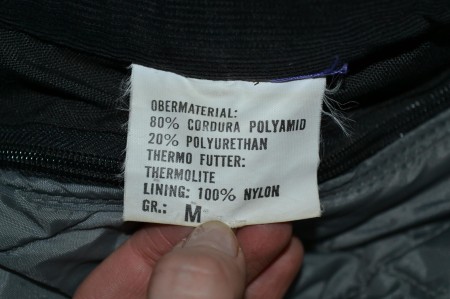 OBERMATERIAL:
80% CORDURA POLYAMID
20% POLYURETHAN
THERMO FUTTER:
THERMOLITE
LINING: 100% NYLON
GR.: M